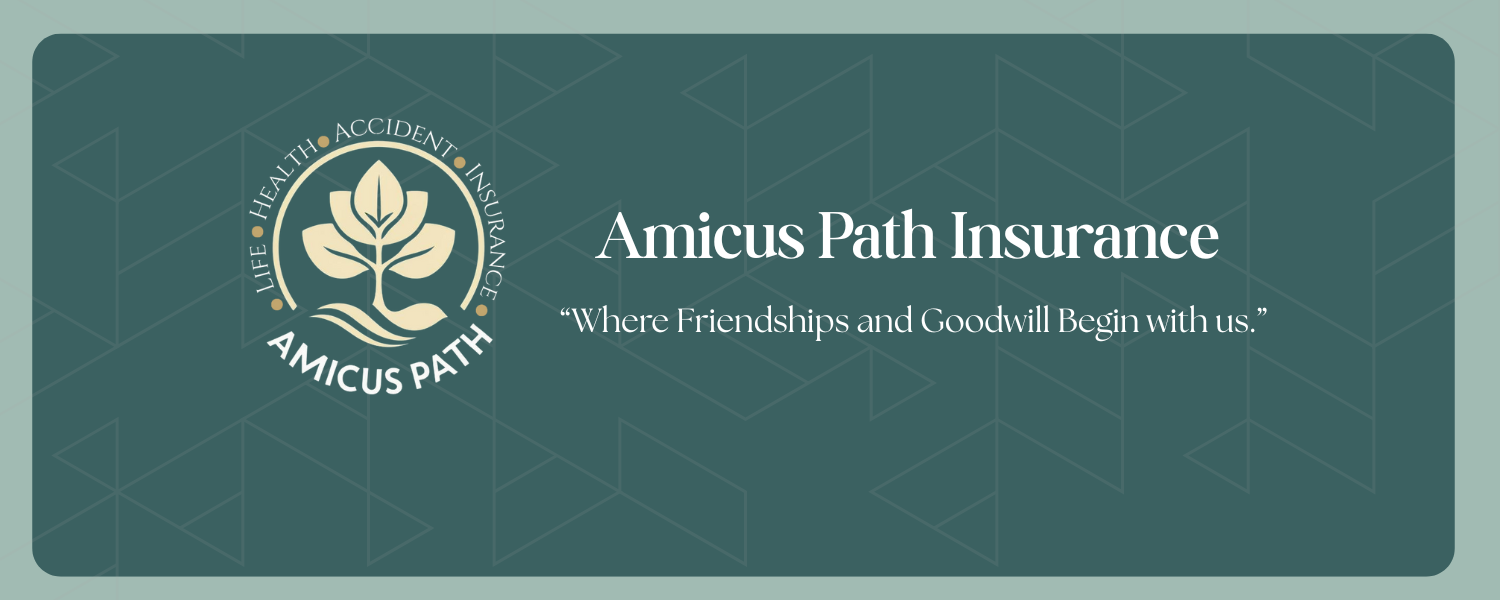 LIFE • HEALTH • ACCIDENT • INSURANCE
AMICUS PATH
Amicus Path Insurance
“Where Friendships and Goodwill Begin with us.”